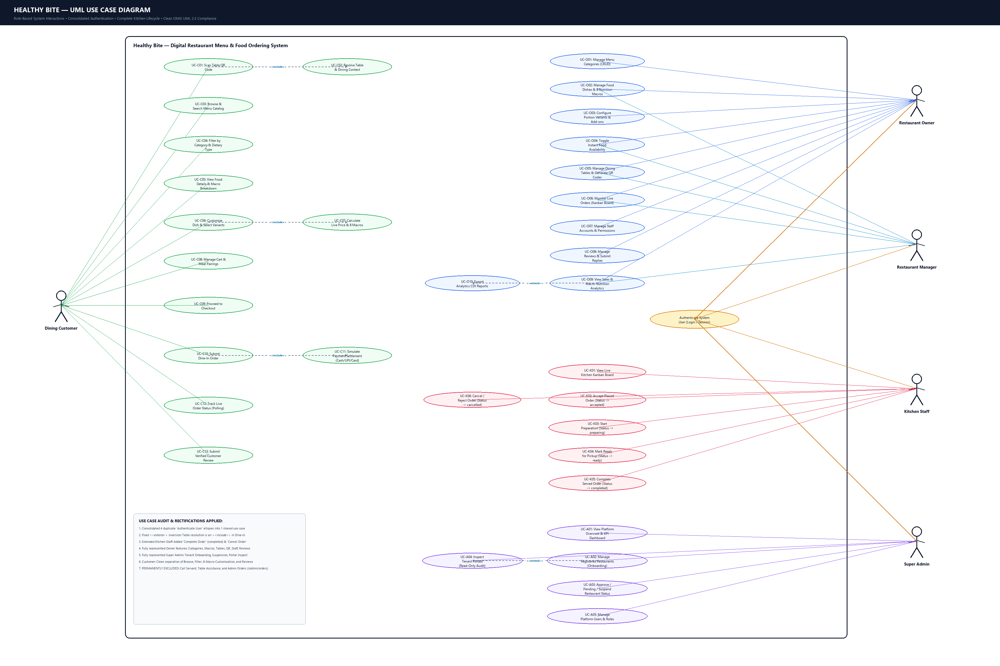 HEALTHY BITE — UML USE CASE DIAGRAM
Role-Based System Interactions • Consolidated Authentication • Complete Kitchen Lifecycle • Clean OMG UML 2.5 Compliance
Healthy Bite — Digital Restaurant Menu & Food Ordering System
UC-C01: Scan Table QR
Code
<<include>>
UC-C02: Resolve Table
& Dining Context
UC-C03: Browse &
Search Menu Catalog
UC-C04: Filter by
Category & Dietary
Type
UC-C05: View Food
Details & Macro
Breakdown
UC-C06: Customize
Dish & Select Variants
<<include>>
UC-C07: Calculate
Live Price & 8 Macros
UC-C08: Manage Cart &
Meal Pairings
UC-C09: Proceed to
Checkout
UC-C10: Submit
Dine-In Order
<<include>>
UC-C11: Simulate
Payment Settlement
(Cash/UPI/Card)
UC-C12: Track Live
Order Status (Polling)
UC-C13: Submit
Verified Customer
Review
Dining Customer
UC-O01: Manage Menu
Categories (CRUD)
UC-O02: Manage Food
Dishes & 8 Nutrition
Macros
UC-O03: Configure
Portion Variants &
Add-ons
UC-O04: Toggle
Instant Food
Availability
UC-O05: Manage Dining
Tables & Generate QR
Codes
UC-O06: Monitor Live
Orders (Kanban Board)
UC-O07: Manage Staff
Accounts & Permissions
UC-O08: Manage
Reviews & Submit
Replies
UC-O10: Export
Analytics CSV Reports
<<extend>>
UC-O09: View Sales &
Macro Nutrition
Analytics
Authenticate System
User (Login / Session)
UC-K01: View Live
Kitchen Kanban Board
UC-K06: Cancel /
Reject Order (Status
-> cancelled)
UC-K02: Accept Placed
Order (Status ->
accepted)
UC-K03: Start
Preparation (Status ->
preparing)
UC-K04: Mark Ready
for Pickup (Status ->
ready)
UC-K05: Complete
Served Order (Status
-> completed)
UC-A01: View Platform
Overview & KPI
Dashboard
UC-A04: Inspect
Tenant Portals
(Read-Only Audit)
<<extend>>
UC-A02: Manage
Registered Restaurants
(Onboarding)
UC-A03: Approve /
Pending / Suspend
Restaurant Status
UC-A05: Manage
Platform Users & Roles
Restaurant Owner
Restaurant Manager
Kitchen Staff
Super Admin
USE CASE AUDIT & RECTIFICATIONS APPLIED:
1. Consolidated 4 duplicate 'Authenticate User' ellipses into 1 shared use case
2. Fixed <<extend>> inversion: Table resolution is an <<include>> in Dine-In
3. Extended Kitchen Staff: Added 'Complete Order' (completed) & 'Cancel Order'
4. Fully represented Owner features: Categories, Macros, Tables, QR, Staff, Reviews
5. Fully represented Super Admin: Tenant Onboarding, Suspension, Portal Inspect
6. Customer: Clean separation of Browse, Filter, 8-Macro Customization, and Reviews
7. PERMANENTLY EXCLUDED: Call Servant, Table Assistance, and Admin Orders (/admin/orders)